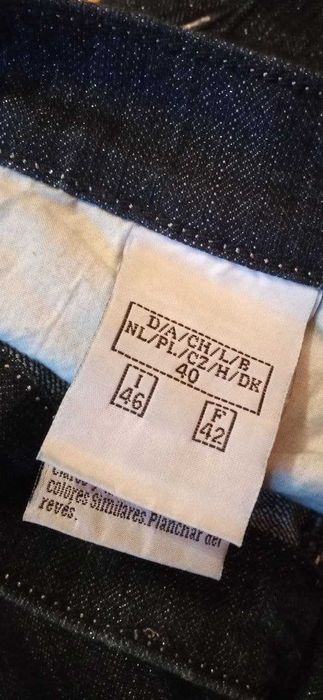 D/A/CH/L/B
NL/PL/CZ/H/DK
40
I
46
F
42
colores similares. Planchar del
revés.